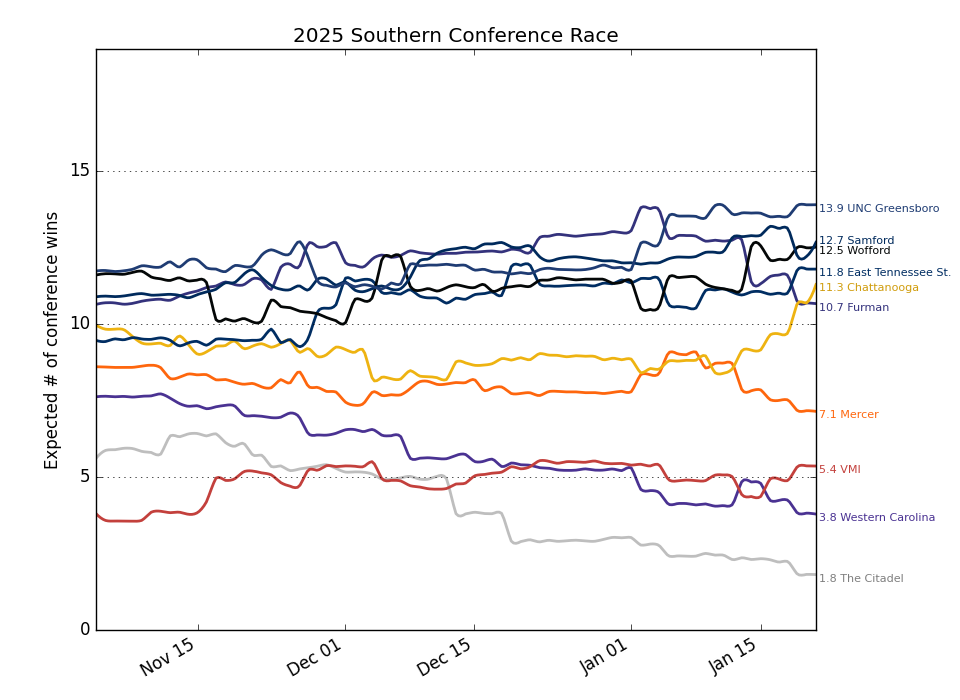 2025 Southern Conference Race
Expected # of conference wins
15
10
5
0
13.9 UNC Greensboro
12.7 Samford
12.5 Wofford
11.8 East Tennessee St.
11.3 Chattanooga
10.7 Furman
7.1 Mercer
5.4 VMI
3.8 Western Carolina
1.8 The Citadel
Nov 15
Dec 01
Dec 15
Jan 01
Jan 15